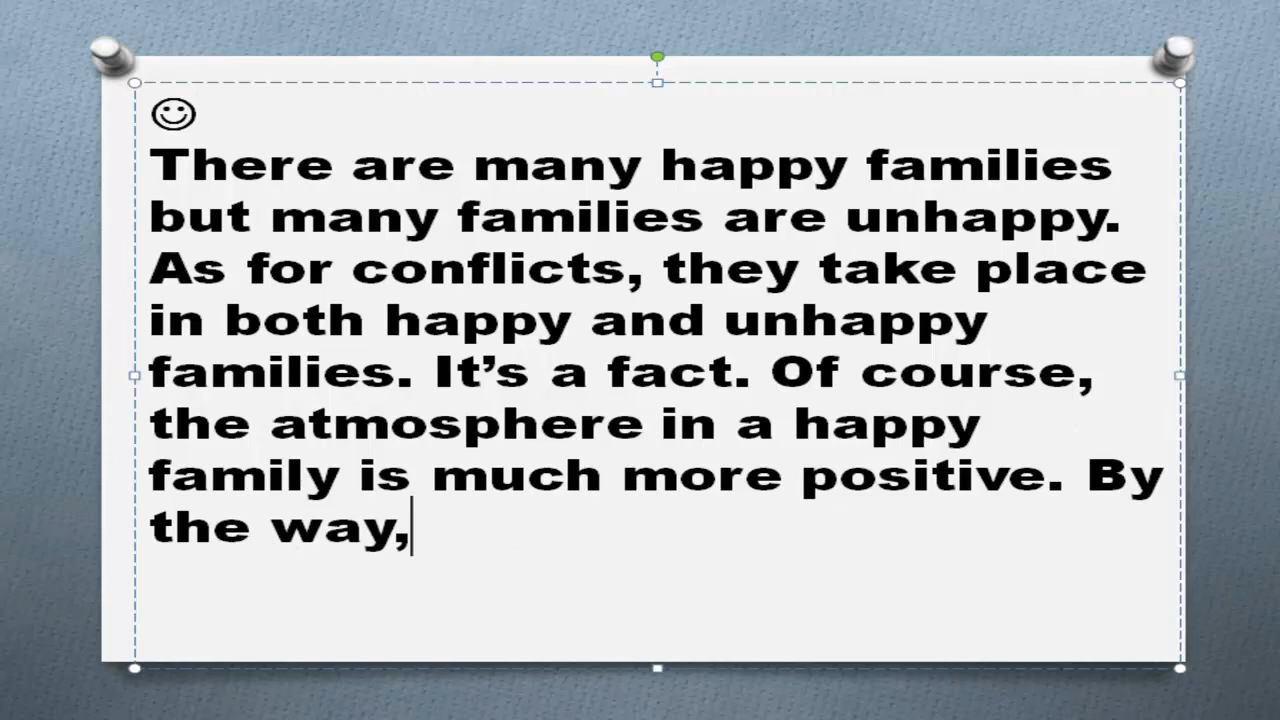 ☺
There are many happy families
but many families are unhappy.
As for conflicts, they take place
in both happy and unhappy
families. It’s a fact. Of course,
the atmosphere in a happy
family is much more positive. By
the way,